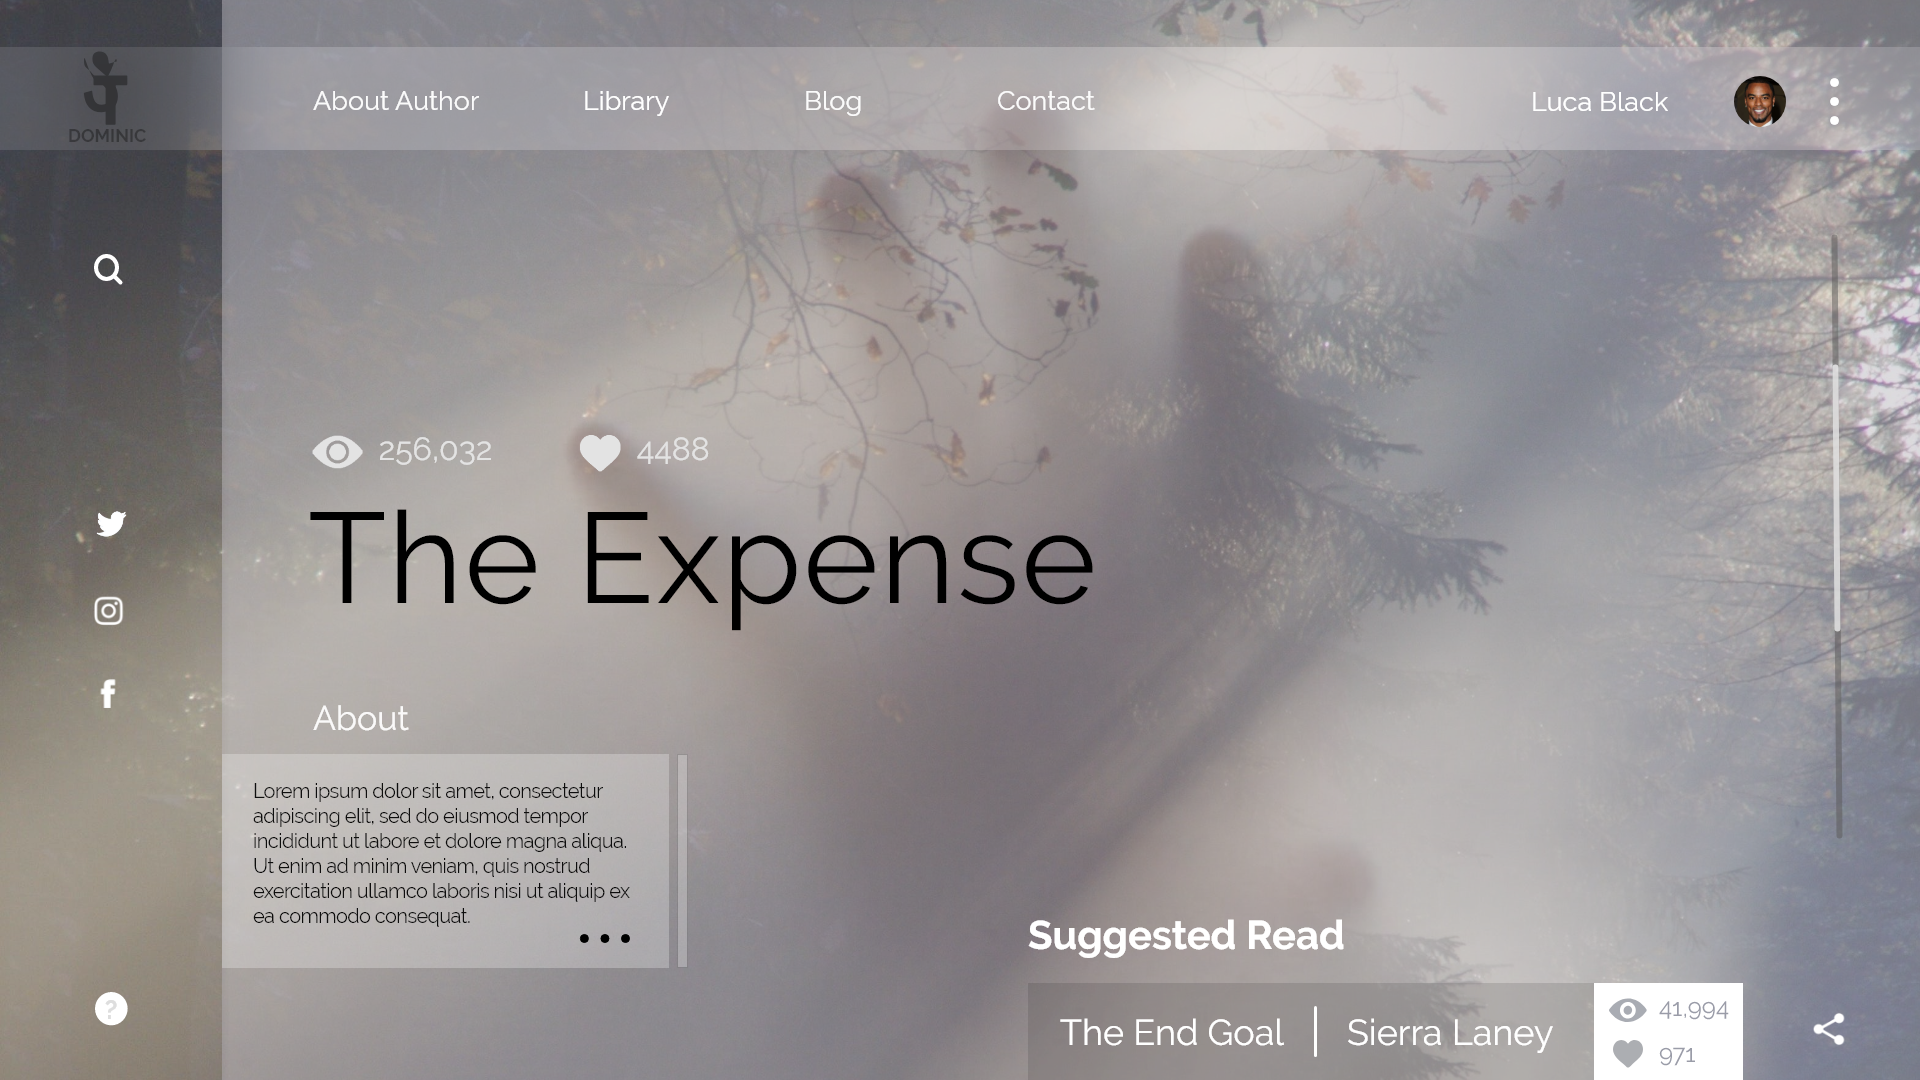 DOMINIC
About Author
Library
Blog
Contact
Luca Black
256,032
4488
The Expense
About
Lorem ipsum dolor sit amet, consectetur
adipiscing elit, sed do eiusmod tempor
incididunt ut labore et dolore magna aliqua.
Ut enim ad minim veniam, quis nostrud
exercitation ullamco laboris nisi ut aliquip ex
ea commodo consequat.
...
?
Suggested Read
The End Goal | Sierra Laney
41,994
971